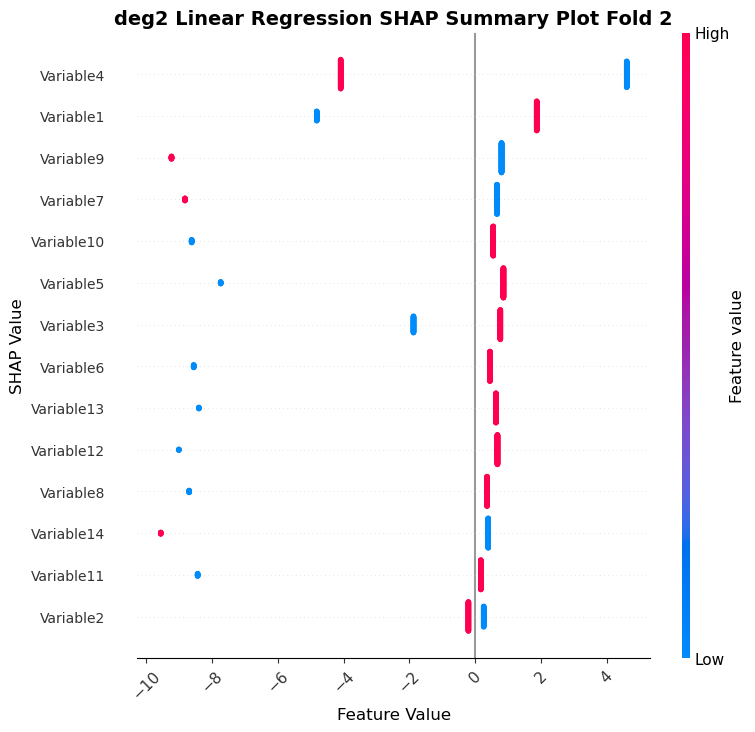 deg2 Linear Regression SHAP Summary Plot Fold 2
High
Variable4
Variable1
Variable9
Variable7
Variable10
Variable5
Variable3
Variable6
Variable13
Variable12
Variable8
Variable14
Variable11
Variable2
SHAP Value
Feature value
Low
−10 −8 −6 −4 −2 0 2 4
Feature Value